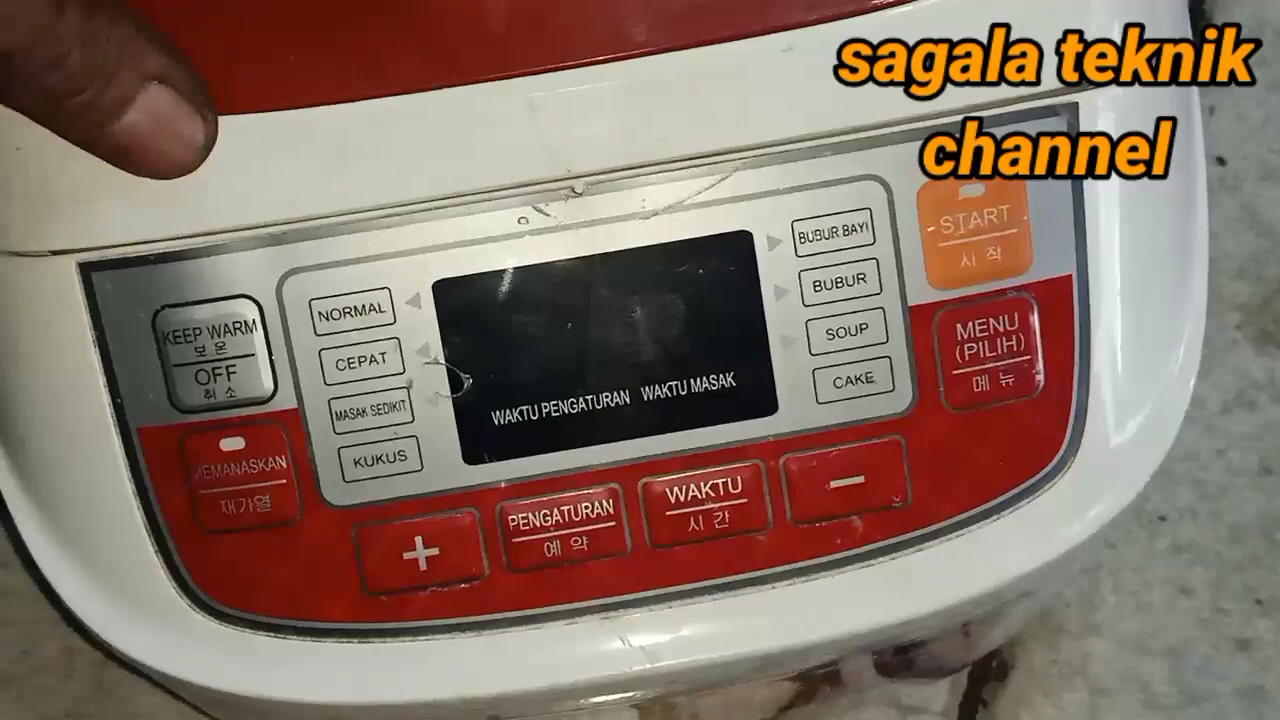 sagala teknik
channel
KEEP WARM
보 온
OFF
취 소
MEMANASKAN
재가열
NORMAL
CEPAT
MASAK SEDIKIT
KUKUS
WAKTU PENGATURAN WAKTU MASAK
BUBUR BAYI
BUBUR
SOUP
CAKE
START
시 작
MENU
(PILIH)
메 뉴
+
PENGATURAN
예 약
WAKTU
시 간
−